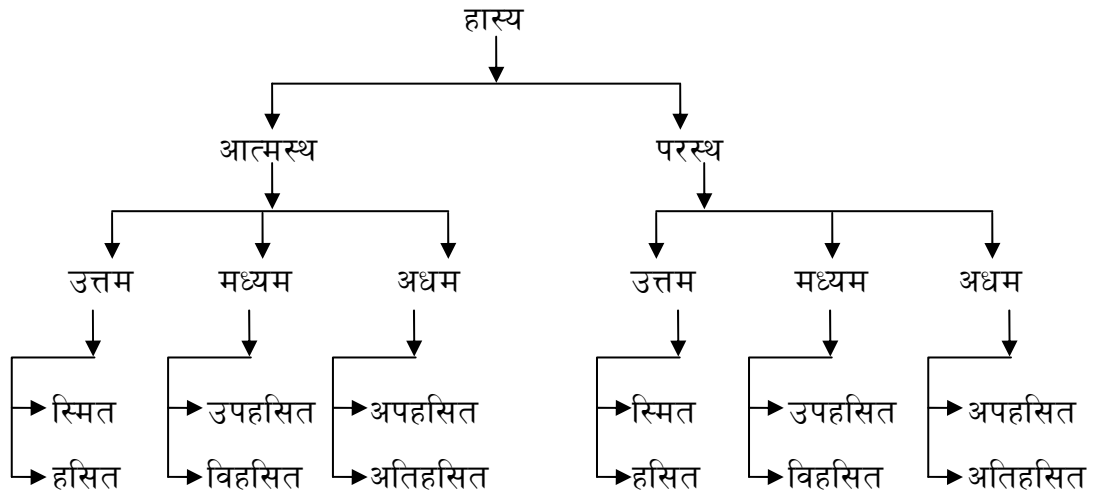 हास्य
आत्मस्थ परस्थ
उत्तम मध्यम अधम उत्तम मध्यम अधम
स्मित उपहसित अपहसित स्मित उपहसित अपहसित
हसित विहसित अतिहसित हसित विहसित अतिहसित